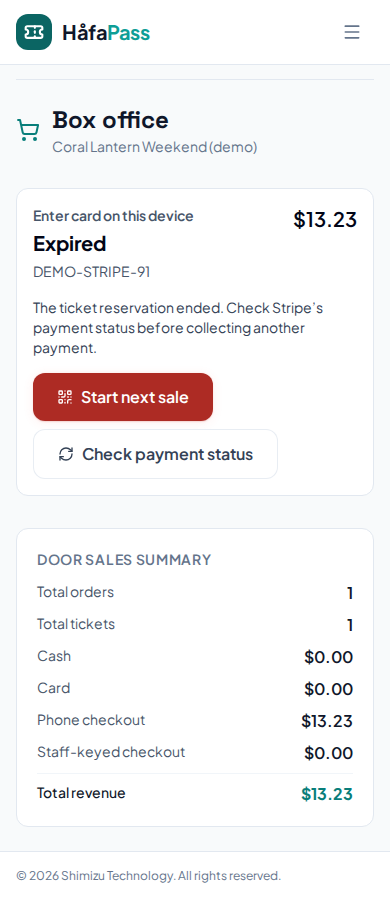 HåfaPass
Box office
Coral Lantern Weekend (demo)
Enter card on this device
$13.23
Expired
DEMO-STRIPE-91
The ticket reservation ended. Check Stripe's
payment status before collecting another
payment.
Start next sale
Check payment status
DOOR SALES SUMMARY
Total orders 1
Total tickets 1
Cash $0.00
Card $0.00
Phone checkout $13.23
Staff-keyed checkout $0.00
Total revenue $13.23
© 2026 Shimizu Technology. All rights reserved.